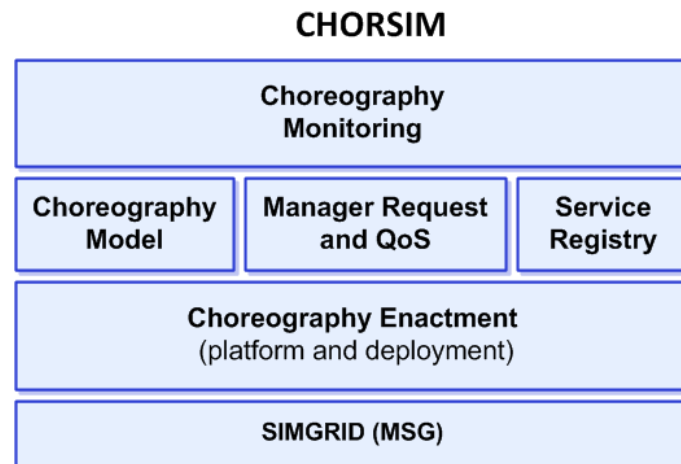 CHORSIM
Choreography
Monitoring
Choreography
Model
Manager Request
and QoS
Service
Registry
Choreography Enactment
(platform and deployment)
SIMGRID (MSG)